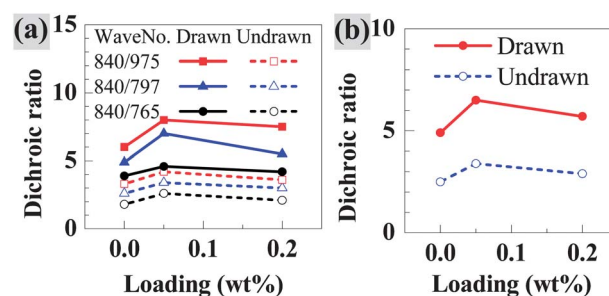 (a)
15
10
5
0
Dichroic ratio
WaveNo. Drawn Undrawn
840/975
840/797
840/765
0.0 0.1 0.2
Loading (wt%)
(b)
10
5
0
Dichroic ratio
Drawn
Undrawn
0.0 0.1 0.2
Loading (wt%)